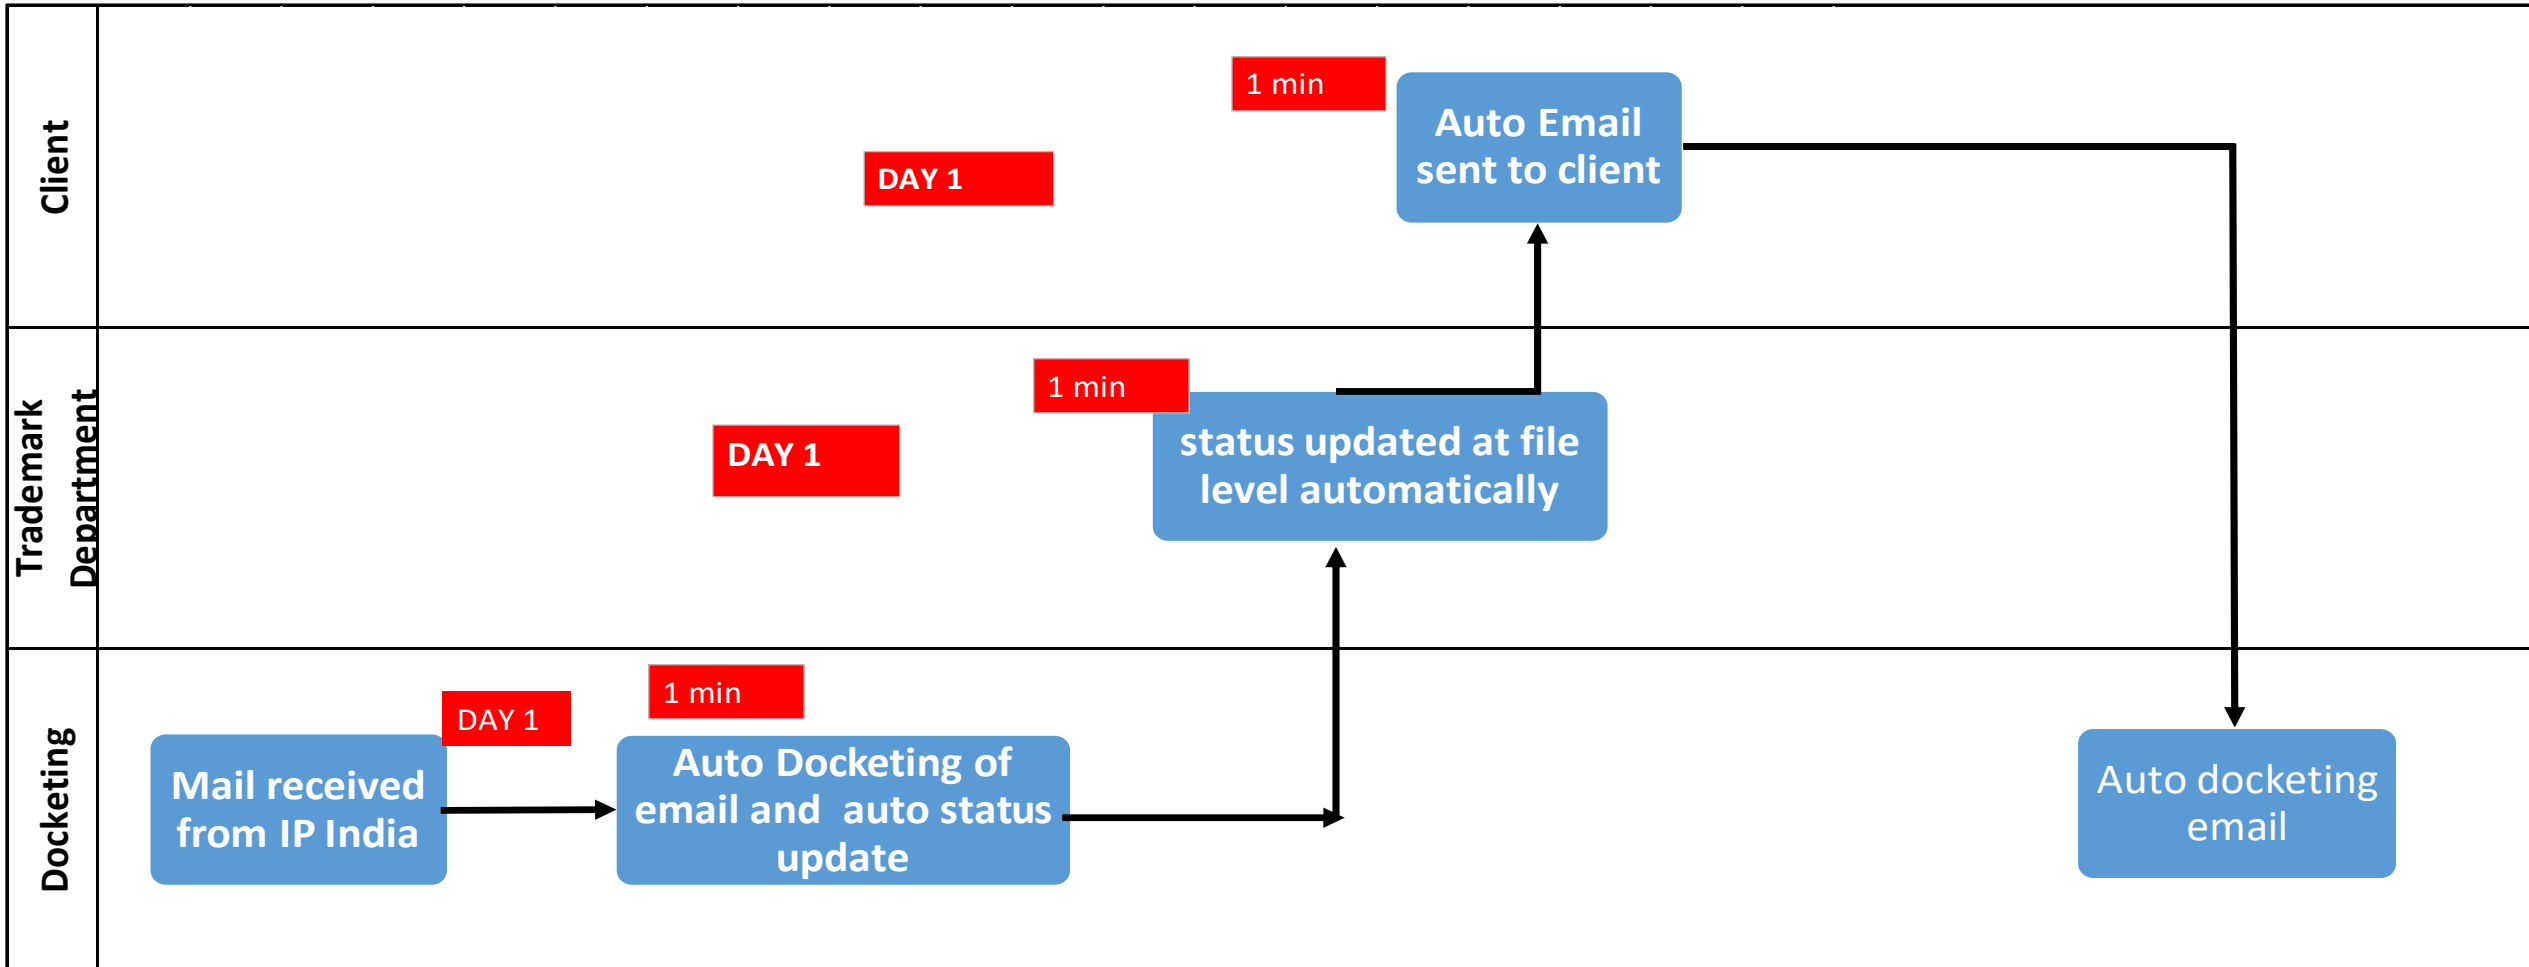 Client
1 min
Auto Email
sent to client
DAY 1
Trademark
Department
1 min
status updated at file
level automatically
DAY 1
Docketing
1 min
DAY 1
Mail received
from IP India
Auto Docketing of
email and  auto status
update
Auto docketing
email